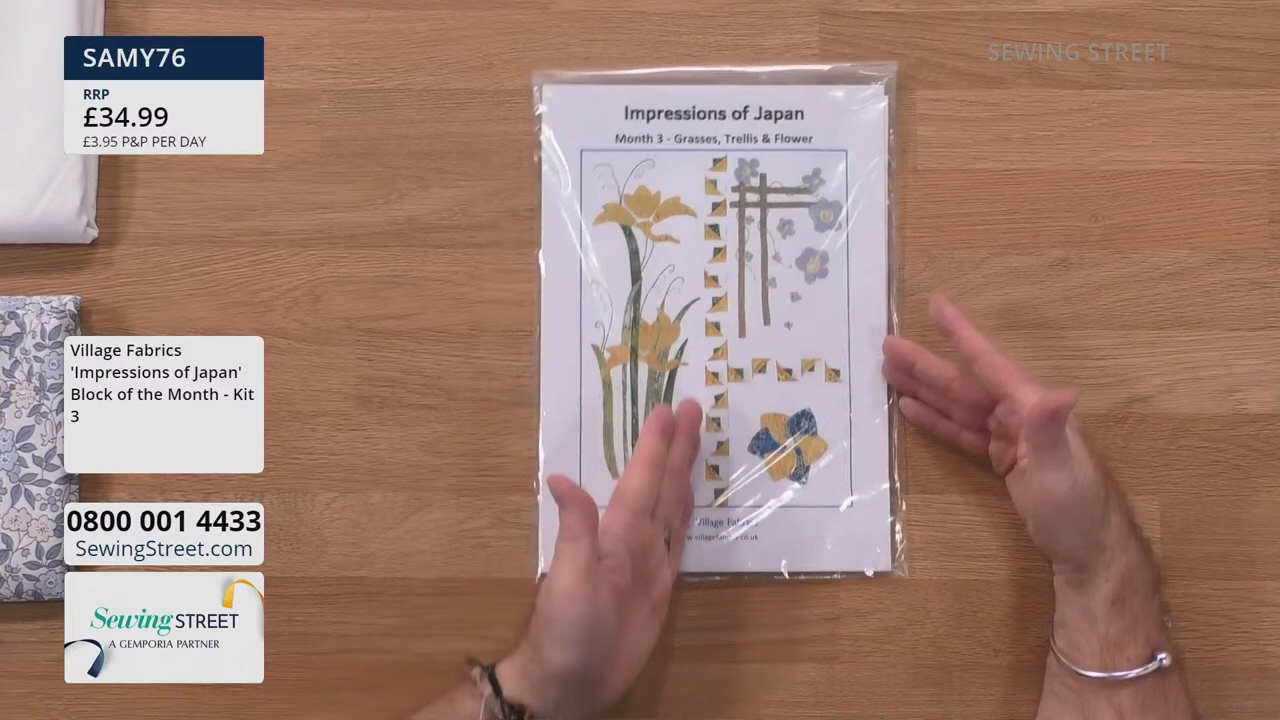 SAMY76
RRP
£34.99
£3.95 P&P PER DAY
SEWING STREET
Impressions of Japan
Month 3 - Grasses, Trellis & Flower
Village Fabrics
Village Fabrics
'Impressions of Japan'
Block of the Month - Kit
3
0800 001 4433
SewingStreet.com
Sewing STREET
A GEMPORIA PARTNER